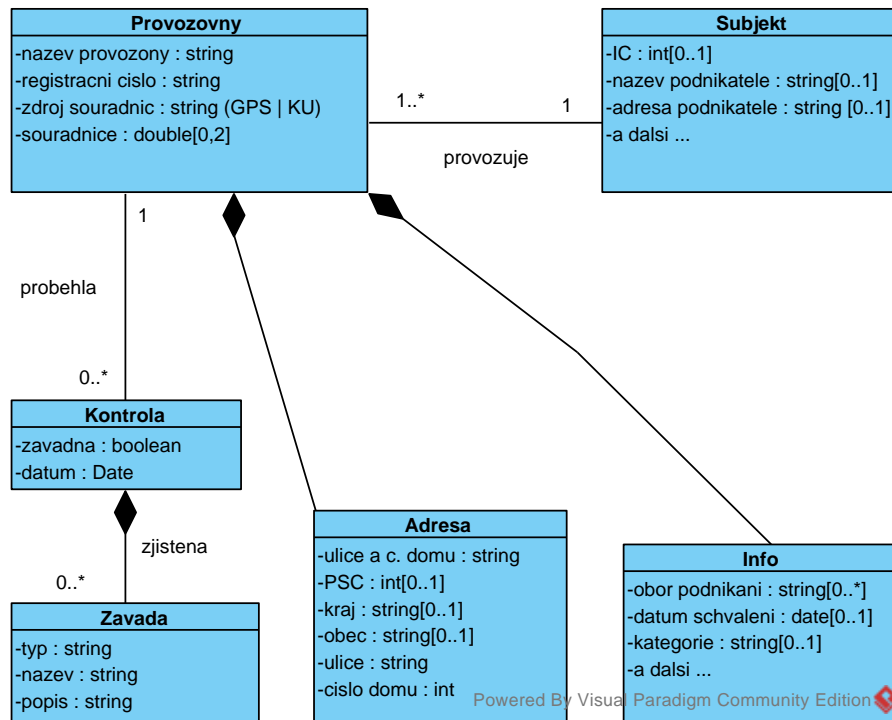 Provozovny
-nazev provozony : string
-registracni cislo : string
-zdroj souradnic : string (GPS | KU)
-souradnice : double[0,2]
Subjekt
-IC : int[0..1]
-nazev podnikatele : string[0..1]
-adresa podnikatele : string [0..1]
-a dalsi ...
1..*
1
provozuje
1
probehla
0..*
Kontrola
-zavadna : boolean
-datum : Date
zjistena
0..*
Zavada
-typ : string
-nazev : string
-popis : string
Adresa
-ulice a c. domu : string
-PSC : int[0..1]
-kraj : string[0..1]
-obec : string[0..1]
-ulice : string
-cislo domu : int
Info
-obor podnikani : string[0..*]
-datum schvaleni : date[0..1]
-kategorie : string[0..1]
-a dalsi ...
Powered By Visual Paradigm Community Edition